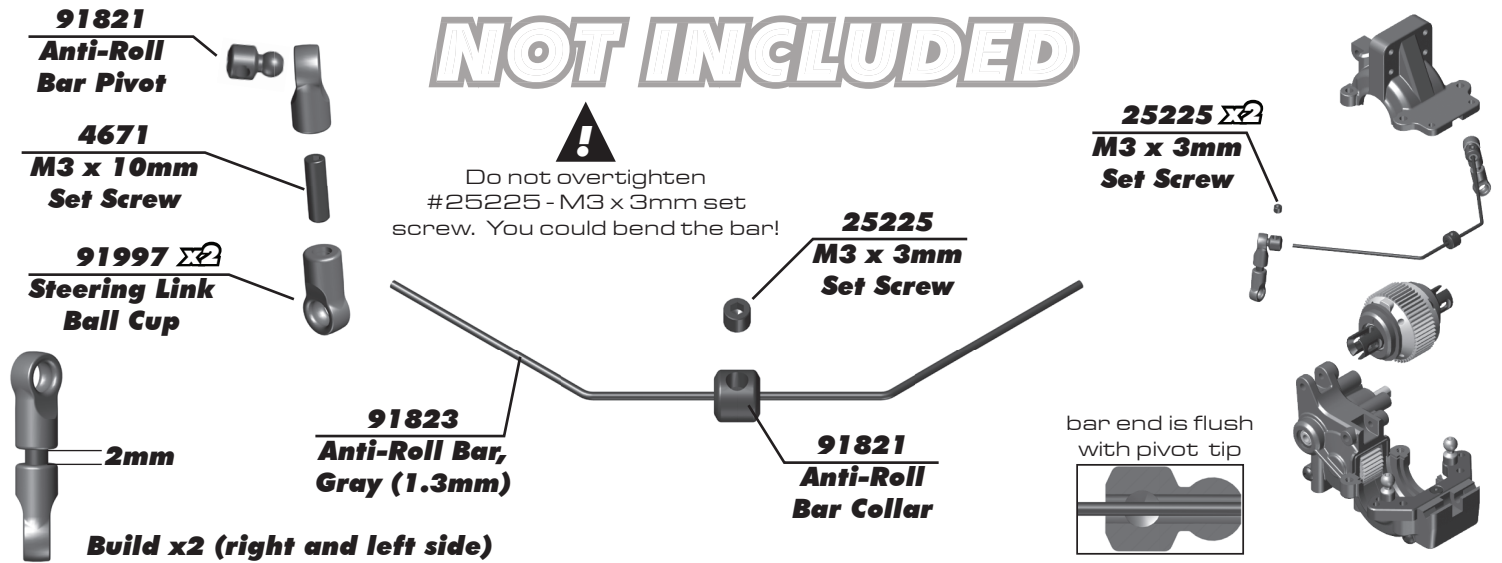 NOT INCLUDED
91821
Anti-Roll
Bar Pivot
4671
M3 x 10mm
Set Screw
91997 x2
Steering Link
Ball Cup
2mm
Build x2 (right and left side)
!
Do not overtighten
#25225 - M3 x 3mm set
screw. You could bend the bar!
25225
M3 x 3mm
Set Screw
91823
Anti-Roll Bar,
Gray (1.3mm)
91821
Anti-Roll
Bar Collar
25225 x2
M3 x 3mm
Set Screw
bar end is flush
with pivot tip